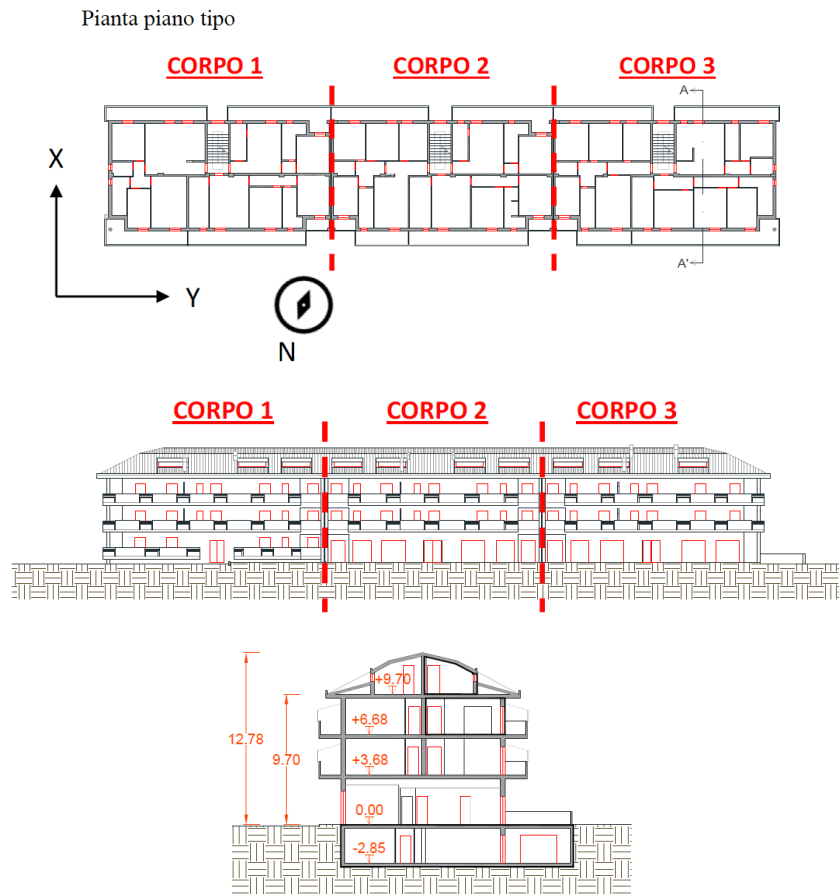 Pianta piano tipo
CORPO 1 CORPO 2 CORPO 3
A
X
A'
Y
N
CORPO 1 CORPO 2 CORPO 3
+9.70
+6.68
12.78
9.70
+3.68
0.00
-2.85